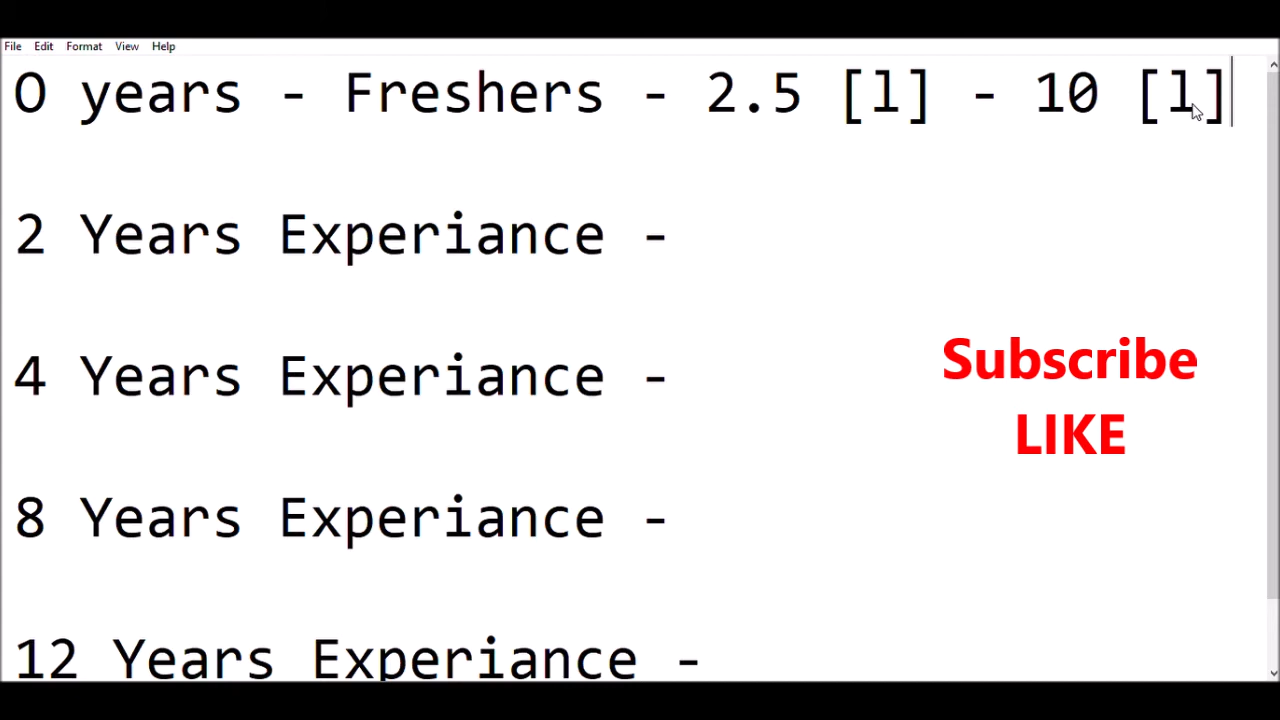 File Edit Format View Help
0 years - Freshers - 2.5 [l] - 10 [l]
2 Years Experiance -
4 Years Experiance -
Subscribe
LIKE
8 Years Experiance -
12 Years Experiance -